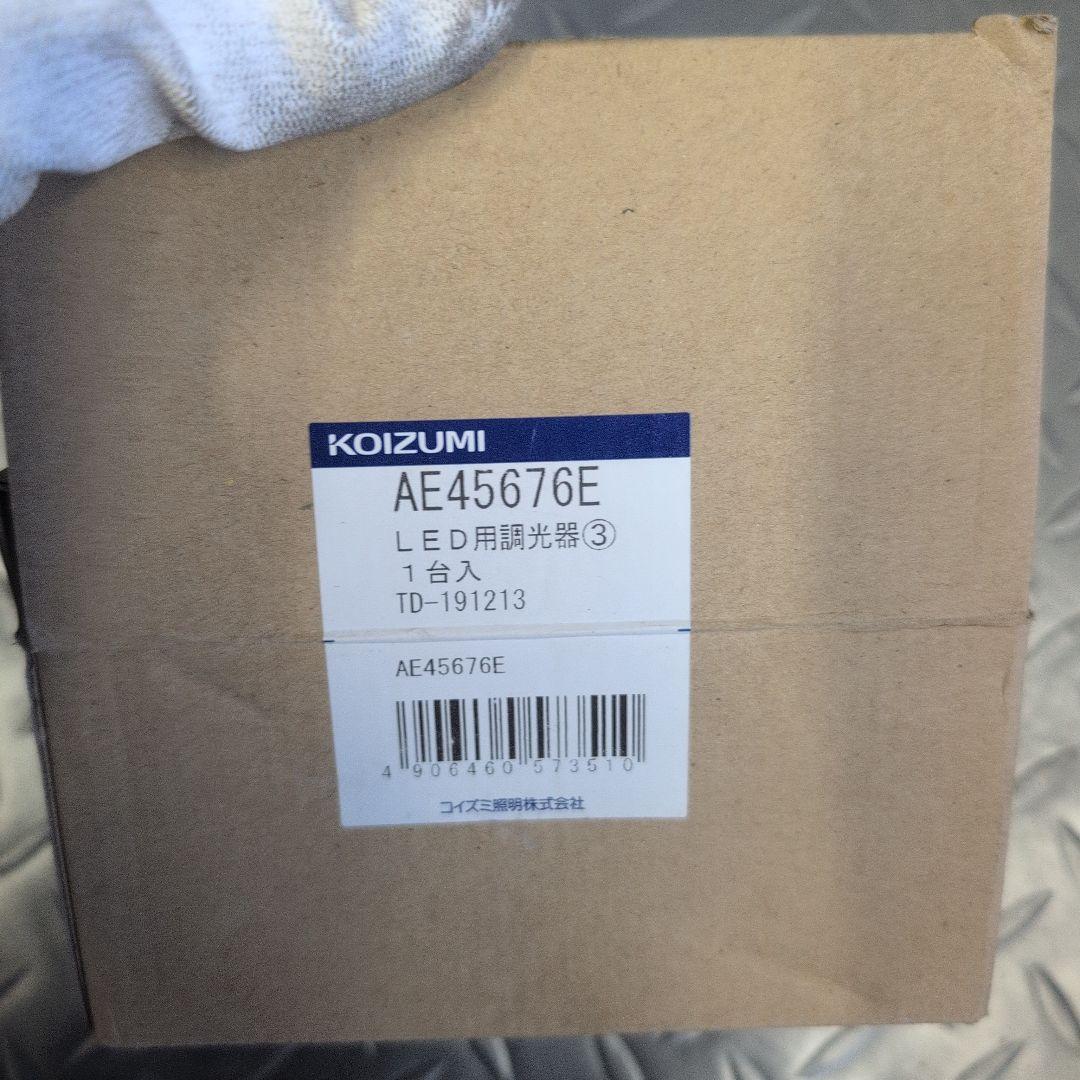 KOIZUMI
AE45676E
LED用調光器③
1台入
TD-191213
AE45676E
4 906460 573510
コイズミ照明株式会社